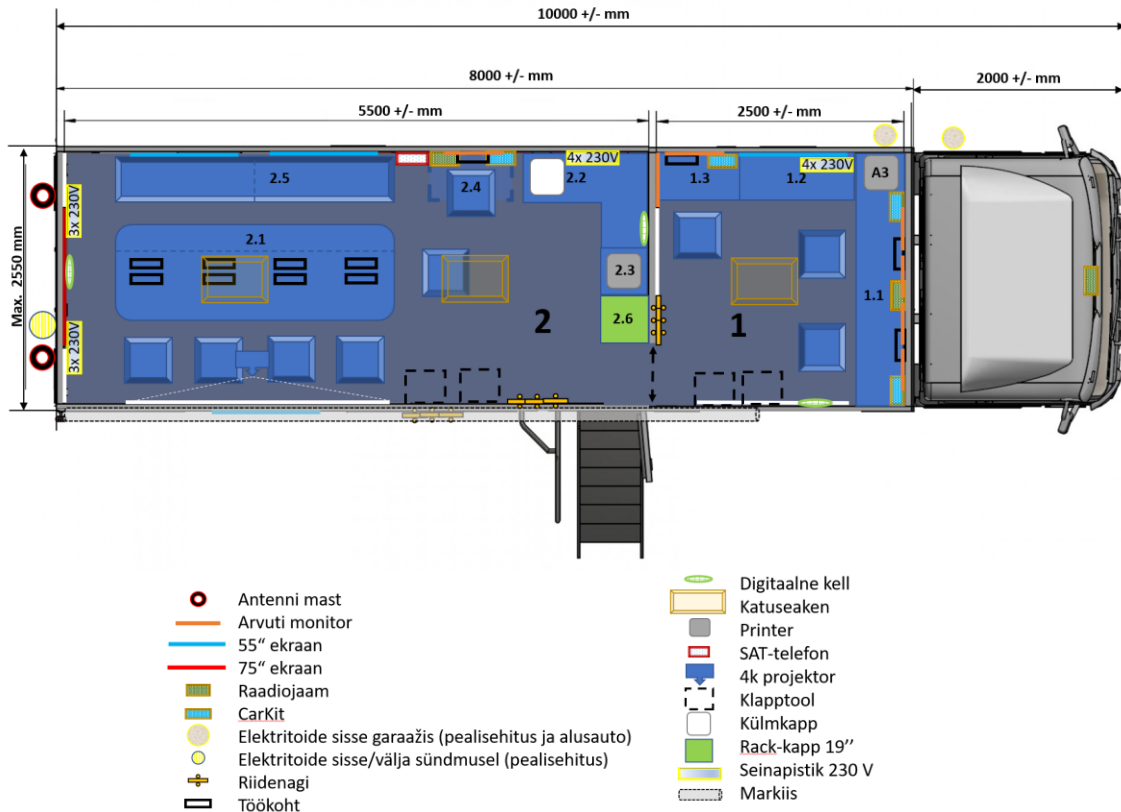 10000 +/- mm
8000 +/- mm
2000 +/- mm
5500 +/- mm
2500 +/- mm
Max. 2550 mm
3x 230V
3x 230V
4x 230V
4x 230V
2.5
2.4
2.2
1.3
1.2
A3
2.1
2.3
2.6
1.1
2
1
Antenni mast
Arvuti monitor
55“ ekraan
75“ ekraan
Raadiojaam
CarKit
Elektritoide sisse garaažis (pealisehitus ja alusauto)
Elektritoide sisse/välja sündmusel (pealisehitus)
Riidenagi
Töökoht
Digitaalne kell
Katuseaken
Printer
SAT-telefon
4k projektor
Klapptool
Külmkapp
Rack-kapp 19’’
Seinapistik 230 V
Markiis